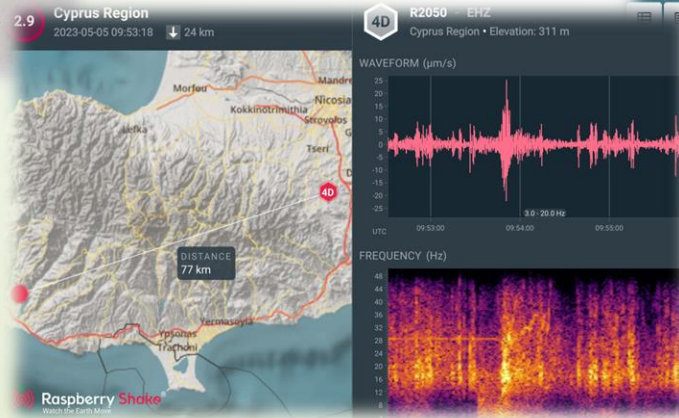 2.9
Cyprus Region
2023-05-05 09:53:18 24 km
Morfou
Kokkinotrimithia
Nicosia
Strovolos
Lefka
Tseri
4D
DISTANCE
77 km
Yermasoyia
Ypsonas
Trachoni
Raspberry Shake
Watch the Earth Move
4D
R2050 EHZ
Cyprus Region • Elevation: 311 m
WAVEFORM (µm/s)
25
20
15
10
5
0
-5
-10
-15
-20
-25
3.0 - 20.0 Hz
UTC 09:53:00 09:54:00 09:55:00
FREQUENCY (Hz)
48
44
40
36
32
28
24
20
16
12
8